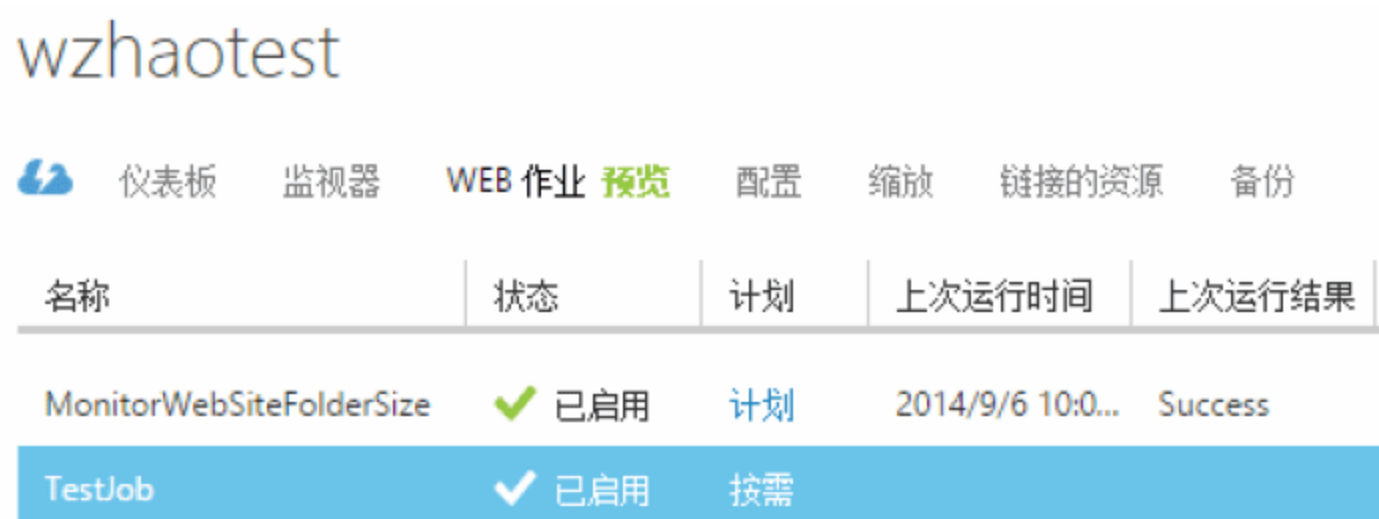 wzhaotest
仪表板 监视器 WEB 作业 预览 配置 缩放 链接的资源 备份
名称 状态 计划 上次运行时间 上次运行结果
MonitorWebSiteFolderSize 已启用 计划 2014/9/6 10:0... Success
TestJob 已启用 按需